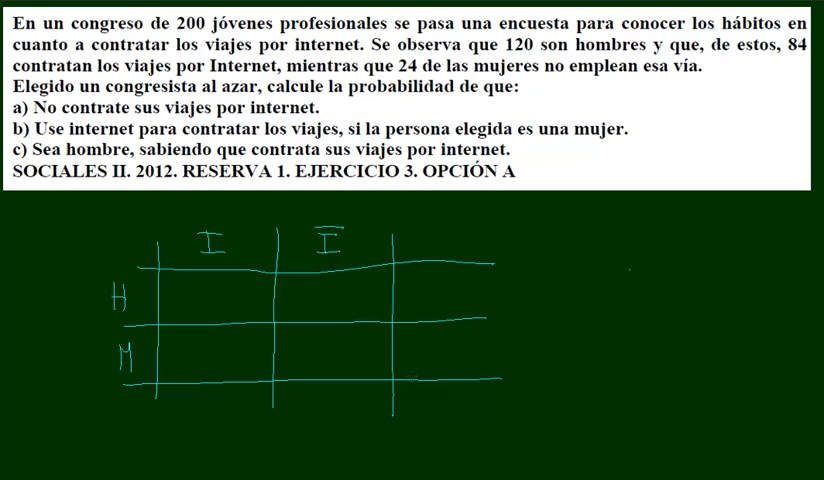 En un congreso de 200 jóvenes profesionales se pasa una encuesta para conocer los hábitos en
cuanto a contratar los viajes por internet. Se observa que 120 son hombres y que, de estos, 84
contratan los viajes por Internet, mientras que 24 de las mujeres no emplean esa vía.
Elegido un congresista al azar, calcule la probabilidad de que:
a) No contrate sus viajes por internet.
b) Use internet para contratar los viajes, si la persona elegida es una mujer.
c) Sea hombre, sabiendo que contrata sus viajes por internet.
SOCIALES II. 2012. RESERVA 1. EJERCICIO 3. OPCIÓN A
I I̅
H
M